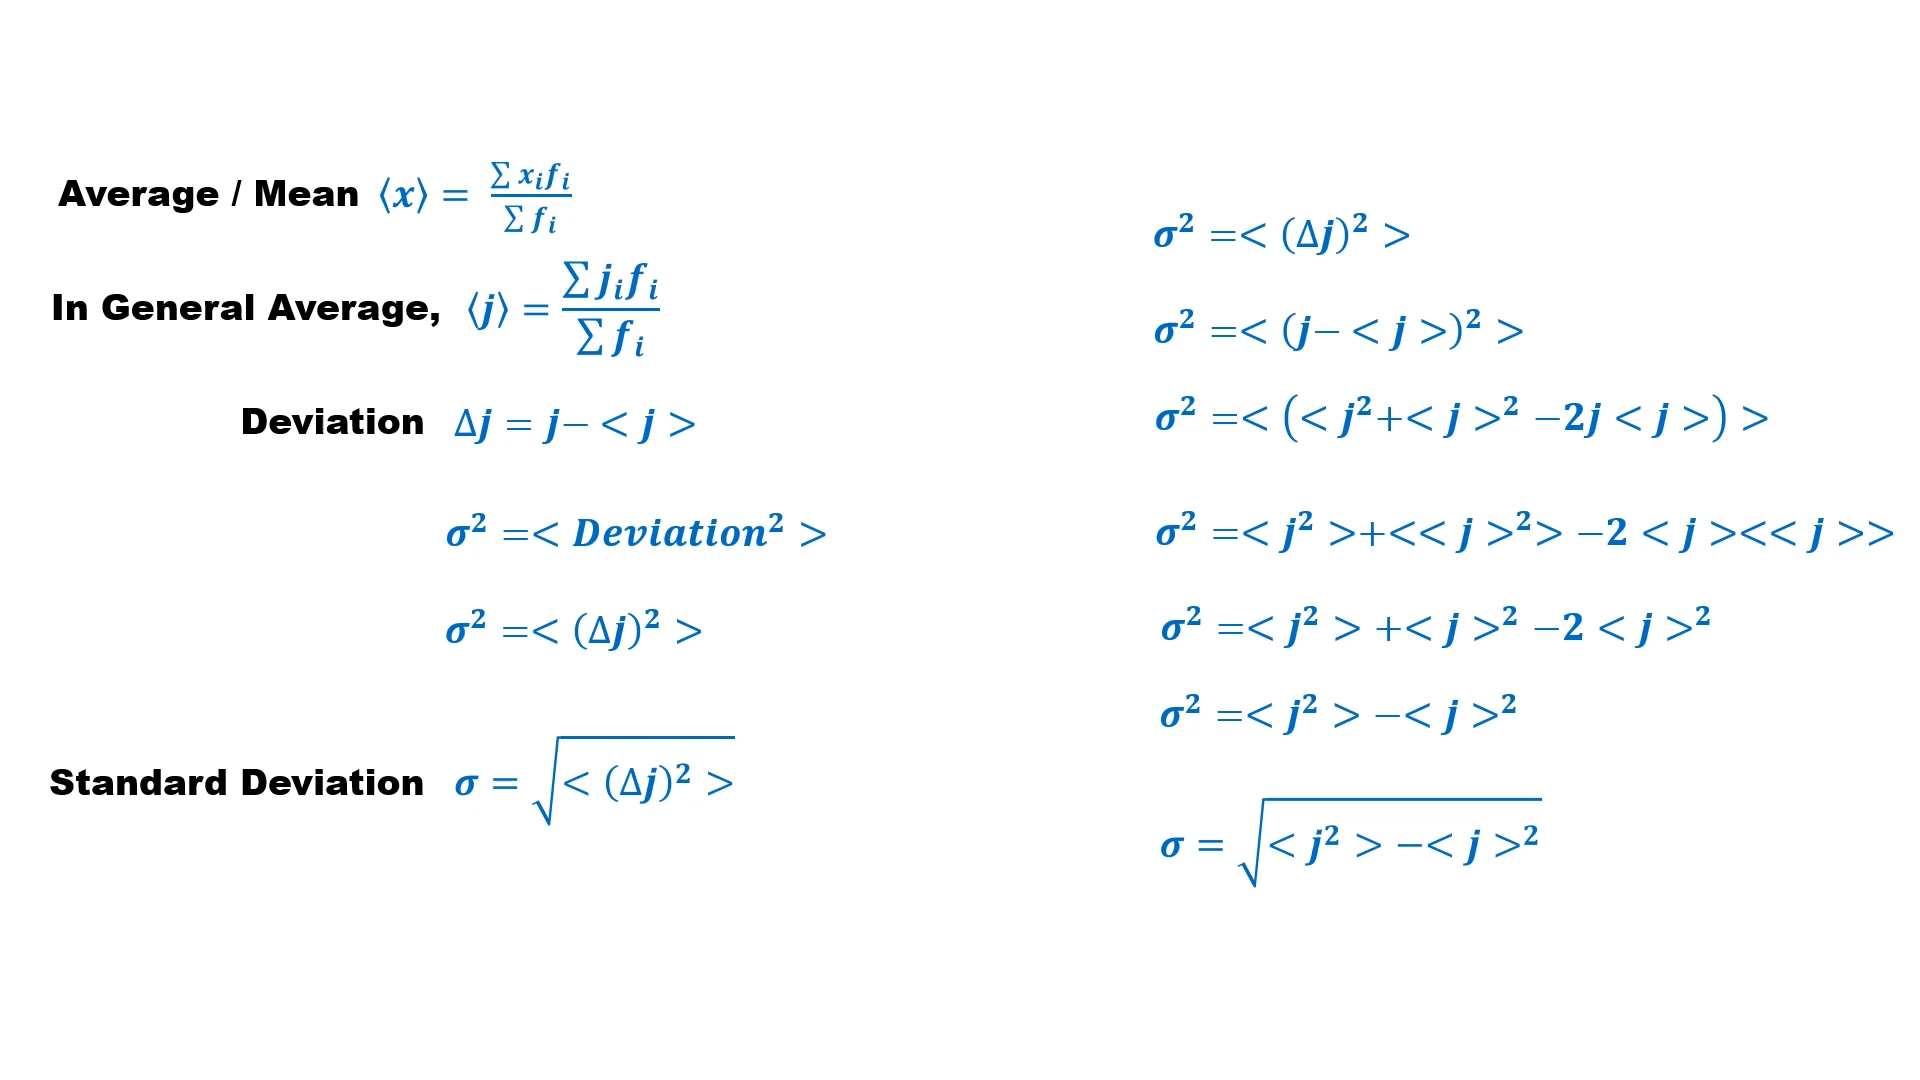 Average / Mean ⟨x⟩ = ∑ xᵢfᵢ / ∑ fᵢ
In General Average, ⟨j⟩ = ∑ jᵢfᵢ / ∑ fᵢ
Deviation Δj = j− < j >
σ² =< Deviation² >
σ² =< (Δj)² >
Standard Deviation σ = √< (Δj)² >
σ² =< (Δj)² >
σ² =< (j− < j >)² >
σ² =< (< j²+< j >² −2j < j >) >
σ² =< j² >+<< j >²> −2 < j ><< j >>
σ² =< j² > +< j >² −2 < j >²
σ² =< j² > −< j >²
σ = √< j² > −< j >²